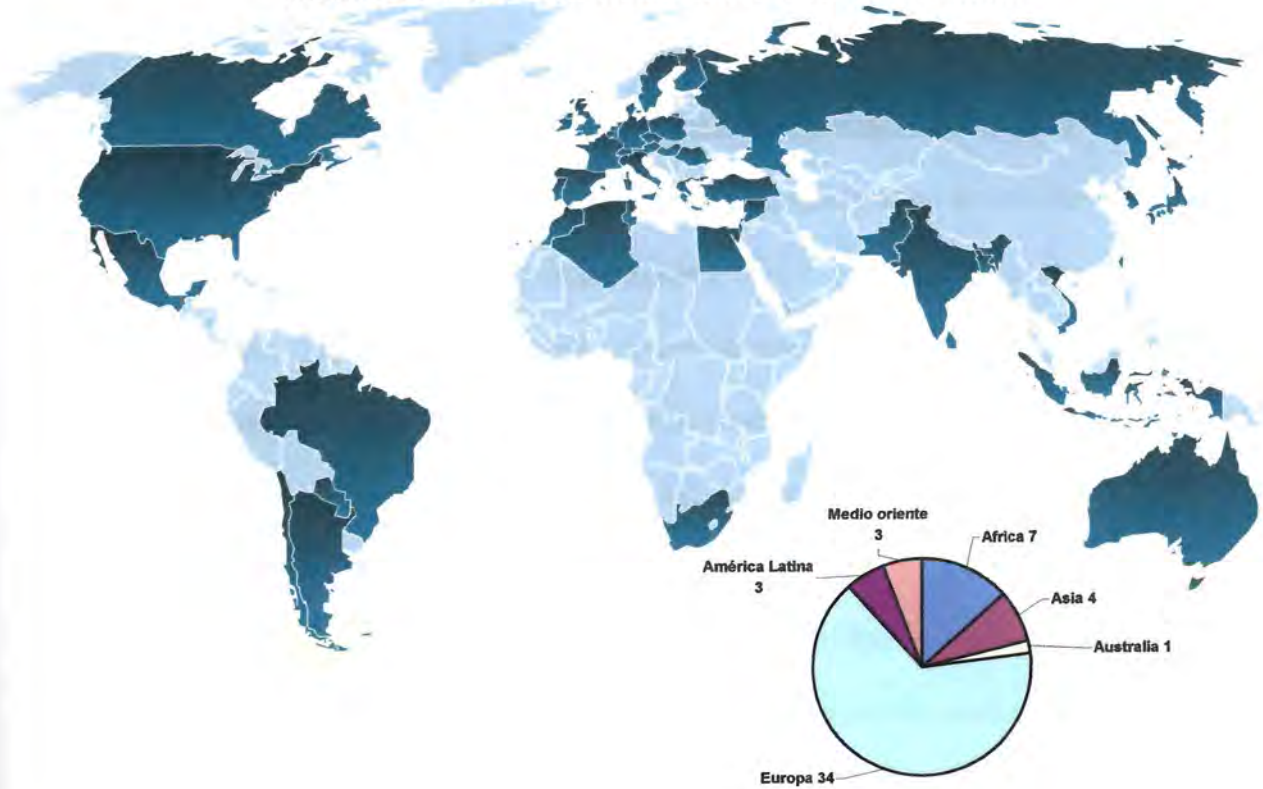 Medio oriente
3
Africa 7
América Latina
3
Asia 4
Australia 1
Europa 34